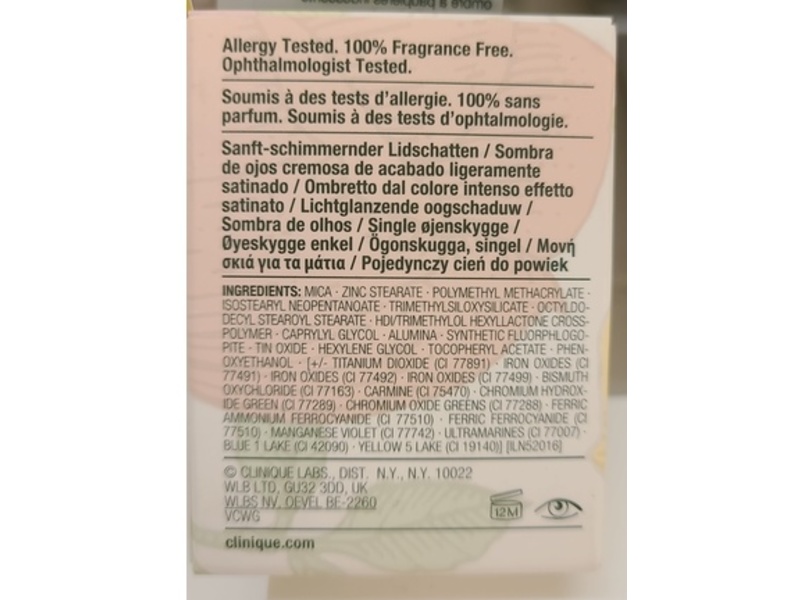 Allergy Tested. 100% Fragrance Free.
Ophthalmologist Tested.
Soumis à des tests d'allergie. 100% sans
parfum. Soumis à des tests d'ophtalmologie.
Sanft-schimmernder Lidschatten / Sombra
de ojos cremosa de acabado ligeramente
satinado / Ombretto dal colore intenso effetto
satinato / Lichtglanzende oogschaduw /
Sombra de olhos / Single øjenskygge /
Øyeskygge enkel / Ögonskugga, singel / Μονή
σκιά για τα μάτια / Pojedynczy cień do powiek
INGREDIENTS: MICA · ZINC STEARATE · POLYMETHYL METHACRYLATE ·
ISOSTEARYL NEOPENTANOATE · TRIMETHYLSILOXYSILICATE · OCTYLDO-
DECYL STEAROYL STEARATE · HDI/TRIMETHYLOL HEXYLLACTONE CROSS-
POLYMER · CAPRYLYL GLYCOL · ALUMINA · SYNTHETIC FLUORPHLOGO-
PITE · TIN OXIDE · HEXYLENE GLYCOL · TOCOPHERYL ACETATE · PHEN-
OXYETHANOL · [+/- TITANIUM DIOXIDE (CI 77891) · IRON OXIDES (CI
77491) · IRON OXIDES (CI 77492) · IRON OXIDES (CI 77499) · BISMUTH
OXYCHLORIDE (CI 77163) · CARMINE (CI 75470) · CHROMIUM HYDROX-
IDE GREEN (CI 77289) · CHROMIUM OXIDE GREENS (CI 77288) · FERRIC
AMMONIUM FERROCYANIDE (CI 77510) · FERRIC FERROCYANIDE (CI
77510) · MANGANESE VIOLET (CI 77742) · ULTRAMARINES (CI 77007) ·
BLUE 1 LAKE (CI 42090) · YELLOW 5 LAKE (CI 19140)] [ILN52016]
© CLINIQUE LABS., DIST. N.Y., N.Y. 10022
WLB LTD, GU32 3DD, UK
WLBS NV. OEVEL BE-2260
VCWG
12M
clinique.com